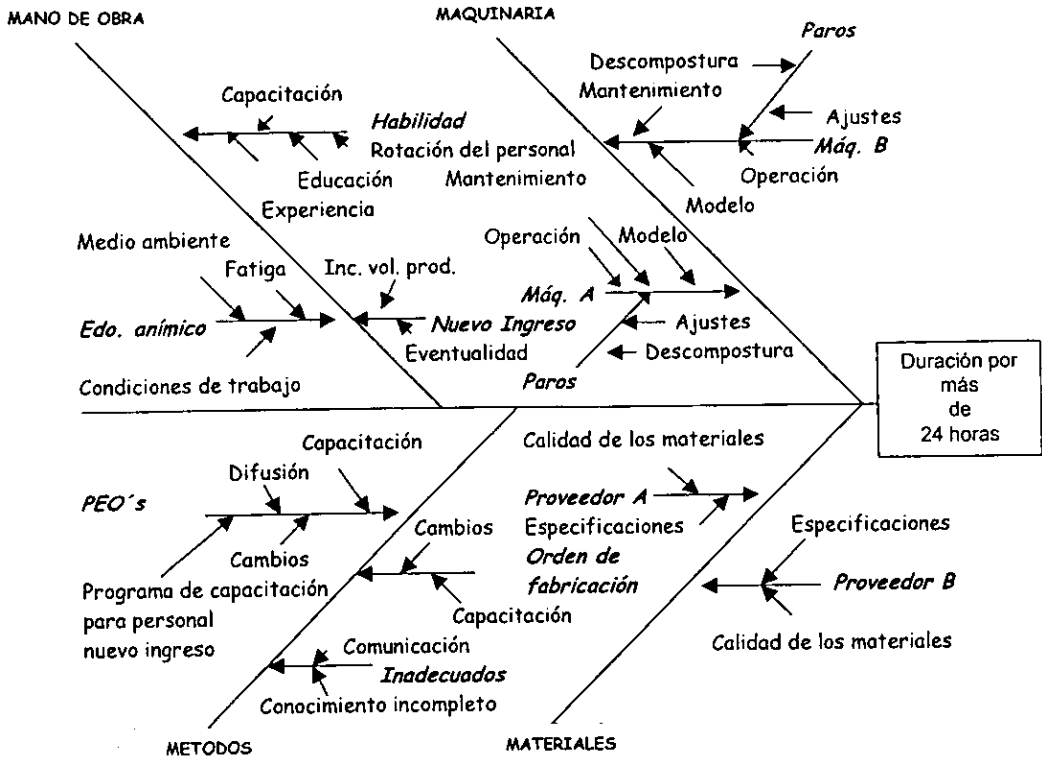 MANO DE OBRA
MAQUINARIA
Paros
Descompostura
Mantenimiento
Capacitación
Habilidad
Ajustes
Máq. B
Rotación del personal
Mantenimiento
Operación
Educación
Experiencia
Modelo
Medio ambiente
Operación
Modelo
Fatiga
Inc. vol. prod.
Máq. A
Edo. anímico
Nuevo Ingreso
Ajustes
Eventualidad
Descompostura
Condiciones de trabajo
Paros
Duración por
más
de
24 horas
Capacitación
Calidad de los materiales
Difusión
PEO´s
Proveedor A
Cambios
Especificaciones
Especificaciones
Cambios
Orden de
fabricación
Proveedor B
Programa de capacitación
para personal
nuevo ingreso
Capacitación
Calidad de los materiales
Comunicación
Inadecuados
Conocimiento incompleto
METODOS
MATERIALES